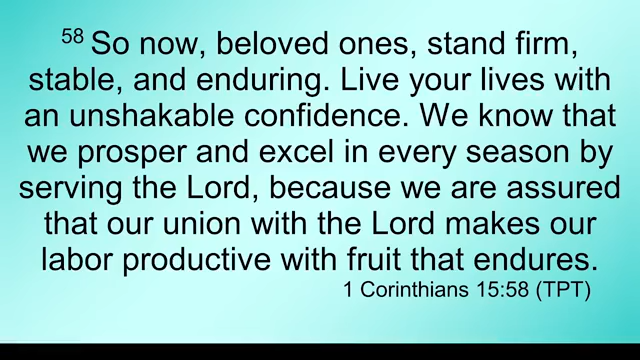 58 So now, beloved ones, stand firm,
stable, and enduring. Live your lives with
an unshakable confidence. We know that
we prosper and excel in every season by
serving the Lord, because we are assured
that our union with the Lord makes our
labor productive with fruit that endures.
1 Corinthians 15:58 (TPT)